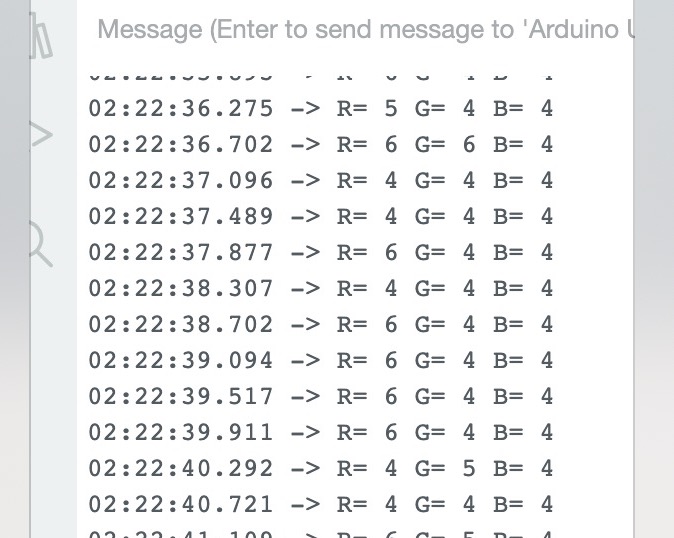 Message (Enter to send message to 'Arduino
02:22:36.275 -> R= 5 G= 4 B= 4
02:22:36.702 -> R= 6 G= 6 B= 4
02:22:37.096 -> R= 4 G= 4 B= 4
02:22:37.489 -> R= 4 G= 4 B= 4
02:22:37.877 -> R= 6 G= 4 B= 4
02:22:38.307 -> R= 4 G= 4 B= 4
02:22:38.702 -> R= 6 G= 4 B= 4
02:22:39.094 -> R= 6 G= 4 B= 4
02:22:39.517 -> R= 6 G= 4 B= 4
02:22:39.911 -> R= 6 G= 4 B= 4
02:22:40.292 -> R= 4 G= 5 B= 4
02:22:40.721 -> R= 4 G= 4 B= 4